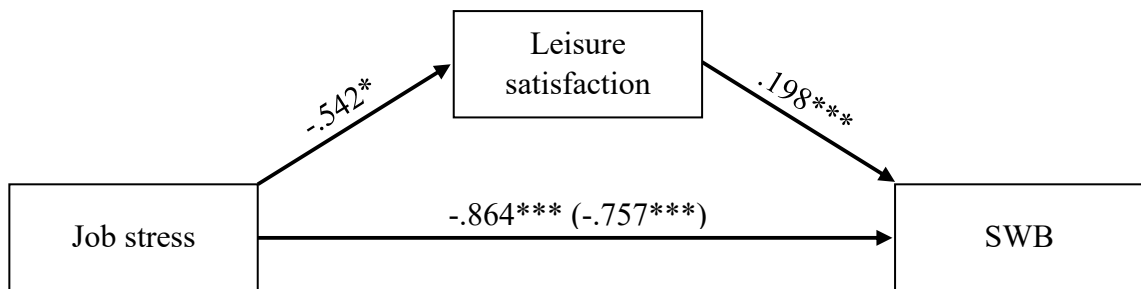 Leisure
satisfaction
-.542*
.198***
-.864*** (-.757***)
Job stress
SWB